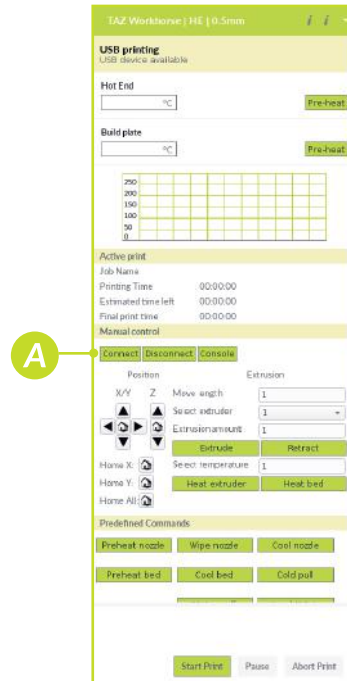 TAZ Workhorse | HE | 0.5mm i i
USB printing
USB device available
Hot End
°C Pre-heat
Build plate
°C Pre-heat
250
200
150
100
50
0
Active print
Job Name
Printing Time 00:00:00
Estimated time left 00:00:00
Final print time 00:00:00
Manual control
A
Connect Disconnect Console
Position Extrusion
X/Y Z Move length 1
Select extruder 1
Extrusion amount 1
Extrude Retract
Home X: Select temperature 1
Home Y: Heat extruder Heat bed
Home All:
Predefined Commands
Preheat nozzle Wipe nozzle Cool nozzle
Preheat bed Cool bed Cold pull
Start Print Pause Abort Print